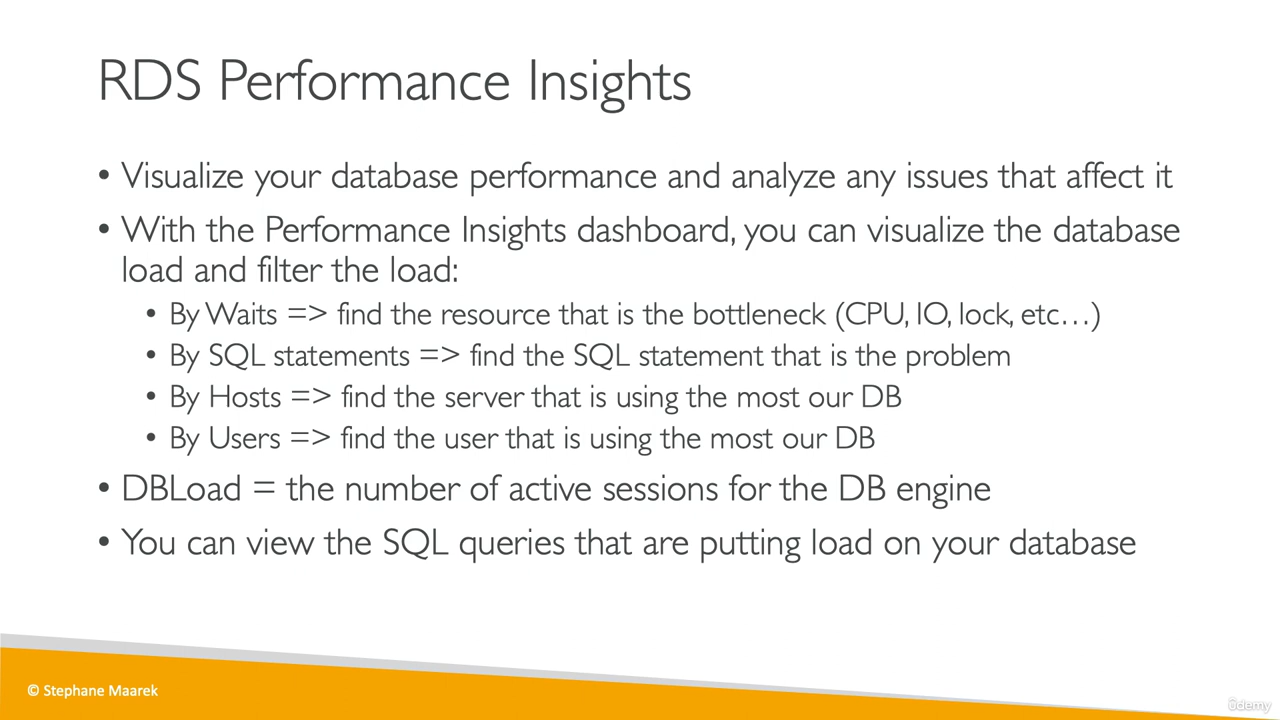 RDS Performance Insights
• Visualize your database performance and analyze any issues that affect it
• With the Performance Insights dashboard, you can visualize the database
load and filter the load:
• By Waits => find the resource that is the bottleneck (CPU, IO, lock, etc…)
• By SQL statements => find the SQL statement that is the problem
• By Hosts => find the server that is using the most our DB
• By Users => find the user that is using the most our DB
• DBLoad = the number of active sessions for the DB engine
• You can view the SQL queries that are putting load on your database
© Stephane Maarek
ûdemy